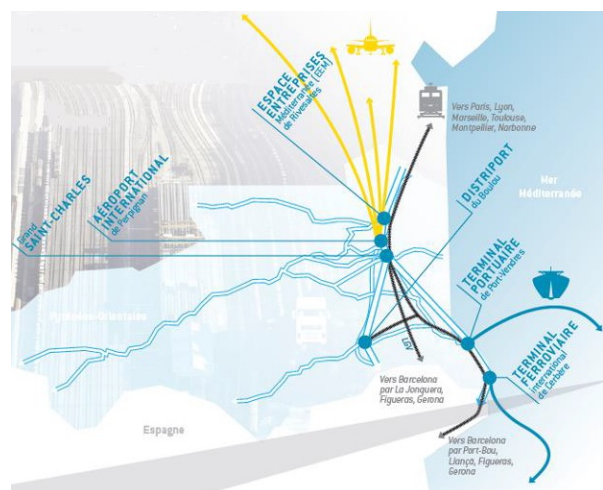 ESPACE
ENTREPRISES
Méditerranée (EEM)
de Rivesaltes
Vers Paris, Lyon,
Marseille, Toulouse,
Montpellier, Narbonne
DISTRIPORT
du Boulou
Mer
Méditerranée
AÉROPORT
INTERNATIONAL
de Perpignan
Grand
SAINT-CHARLES
TERMINAL
PORTUAIRE
de Port-Vendres
Pyrénées-Orientales
LGV
TERMINAL
FERROVIAIRE
international
de Cerbère
Vers Barcelona
par La Jonquera,
Figueras, Gerona
Espagne
Vers Barcelona
par Port-Bou,
Llançà, Figueras,
Gerona